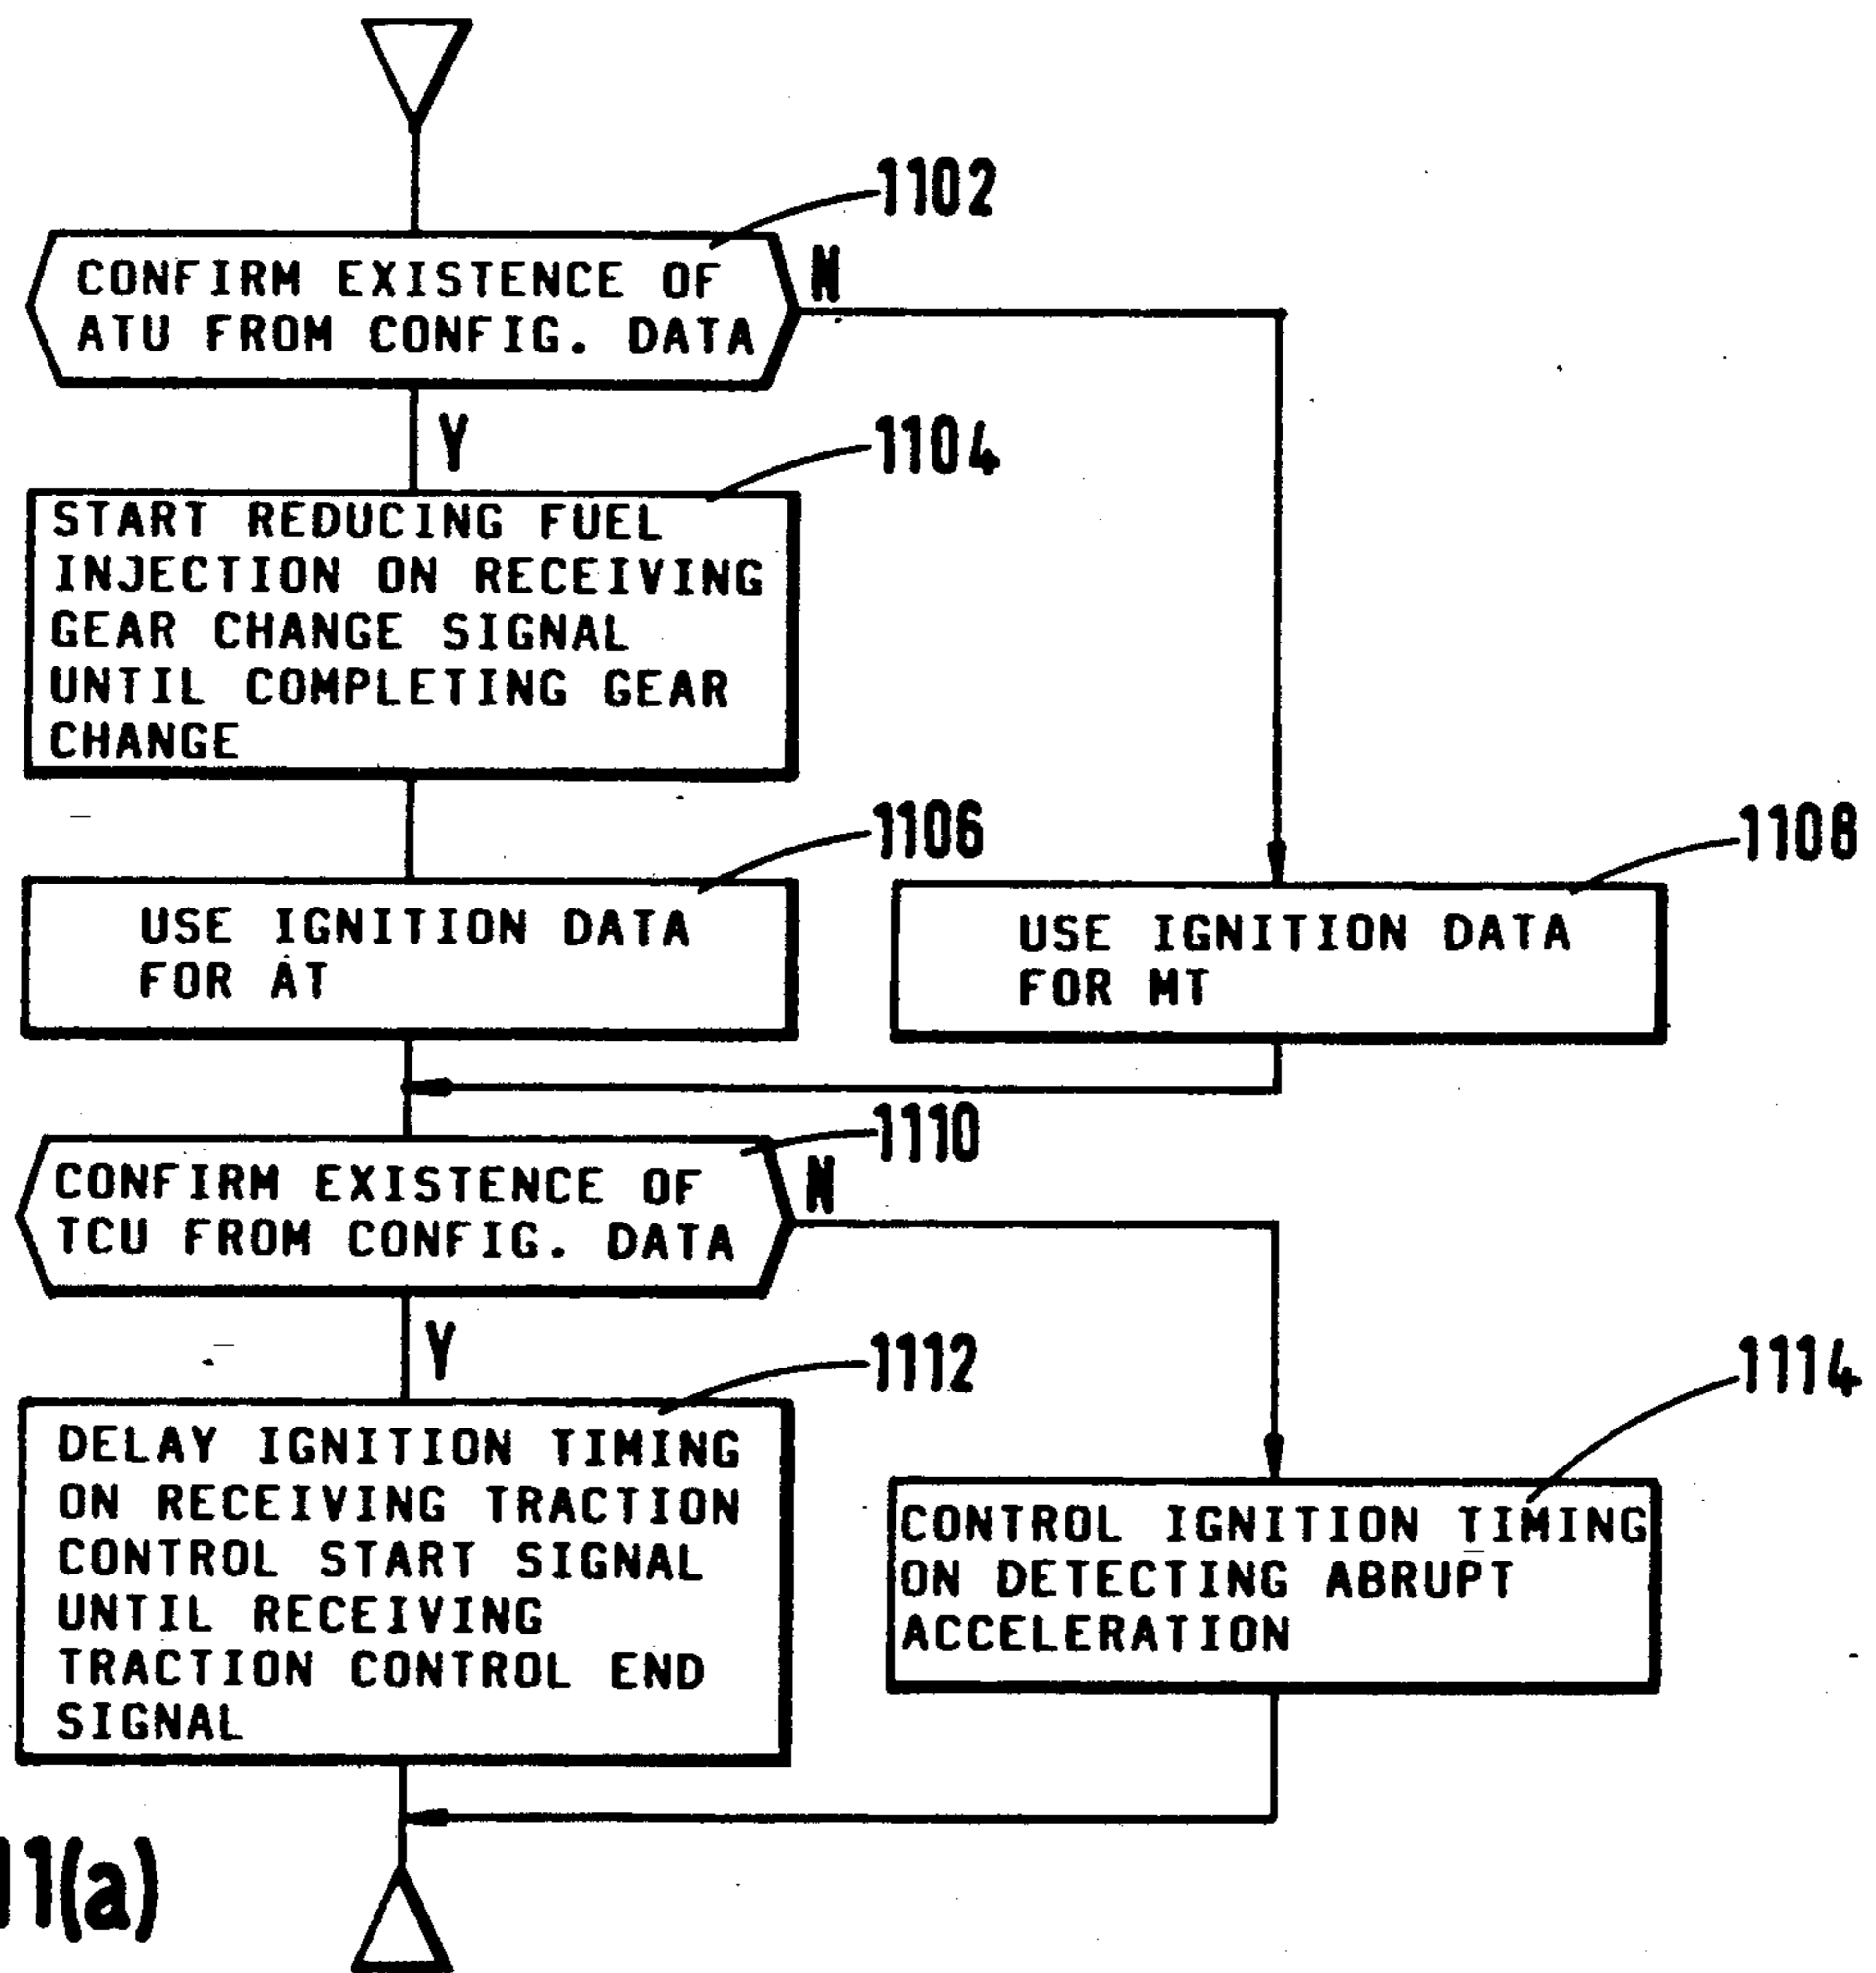 1102
CONFIRM EXISTENCE OF
ATU FROM CONFIG. DATA
N
Y
1104
START REDUCING FUEL
INJECTION ON RECEIVING
GEAR CHANGE SIGNAL
UNTIL COMPLETING GEAR
CHANGE
1106
USE IGNITION DATA
FOR AT
1108
USE IGNITION DATA
FOR MT
1110
CONFIRM EXISTENCE OF
TCU FROM CONFIG. DATA
N
Y
1112
DELAY IGNITION TIMING
ON RECEIVING TRACTION
CONTROL START SIGNAL
UNTIL RECEIVING
TRACTION CONTROL END
SIGNAL
1114
CONTROL IGNITION TIMING
ON DETECTING ABRUPT
ACCELERATION
11(a)